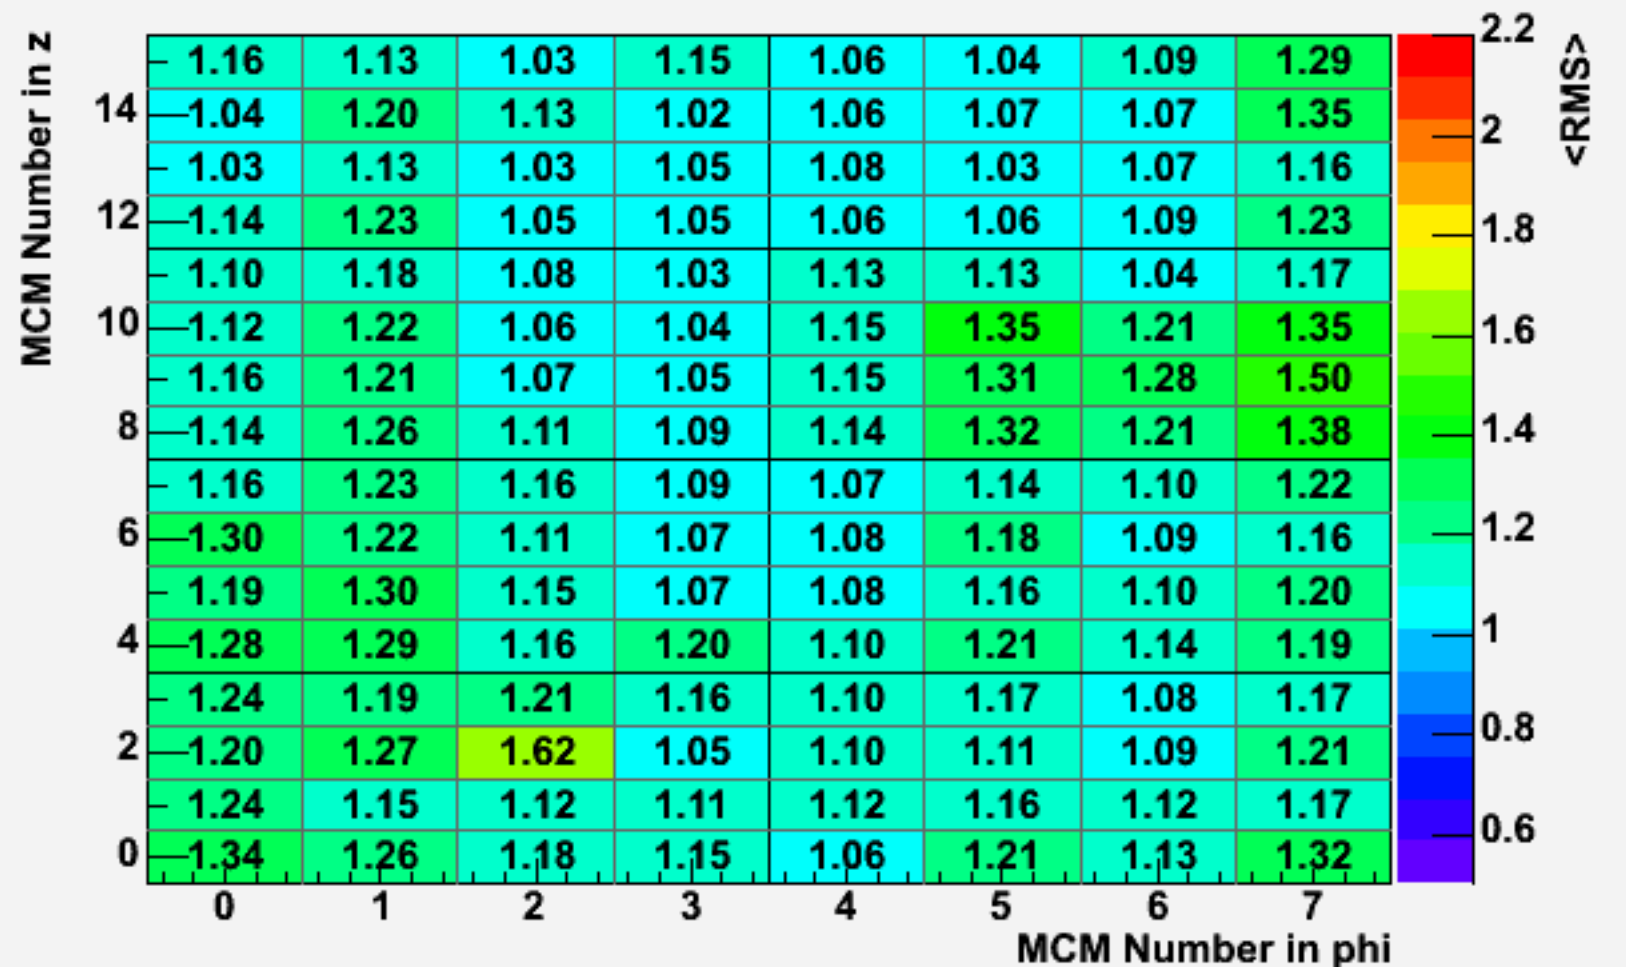 MCM Number in z
1.16 1.13 1.03 1.15 1.06 1.04 1.09 1.29
14 1.04 1.20 1.13 1.02 1.06 1.07 1.07 1.35
1.03 1.13 1.03 1.05 1.08 1.03 1.07 1.16
12 1.14 1.23 1.05 1.05 1.06 1.06 1.09 1.23
1.10 1.18 1.08 1.03 1.13 1.13 1.04 1.17
10 1.12 1.22 1.06 1.04 1.15 1.35 1.21 1.35
1.16 1.21 1.07 1.05 1.15 1.31 1.28 1.50
8 1.14 1.26 1.11 1.09 1.14 1.32 1.21 1.38
1.16 1.23 1.16 1.09 1.07 1.14 1.10 1.22
6 1.30 1.22 1.11 1.07 1.08 1.18 1.09 1.16
1.19 1.30 1.15 1.07 1.08 1.16 1.10 1.20
4 1.28 1.29 1.16 1.20 1.10 1.21 1.14 1.19
1.24 1.19 1.21 1.16 1.10 1.17 1.08 1.17
2 1.20 1.27 1.62 1.05 1.10 1.11 1.09 1.21
1.24 1.15 1.12 1.11 1.12 1.16 1.12 1.17
0 1.34 1.26 1.18 1.15 1.06 1.21 1.13 1.32
0 1 2 3 4 5 6 7
MCM Number in phi
2.2
2
1.8
1.6
1.4
1.2
1
0.8
0.6
<RMS>